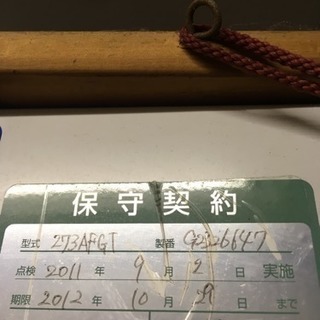 保守契約
型式 273AFGT 製番 G2326647
点検 2011 年 9 月 2 日 実施
期限 2012 年 10 月 29 日 まで